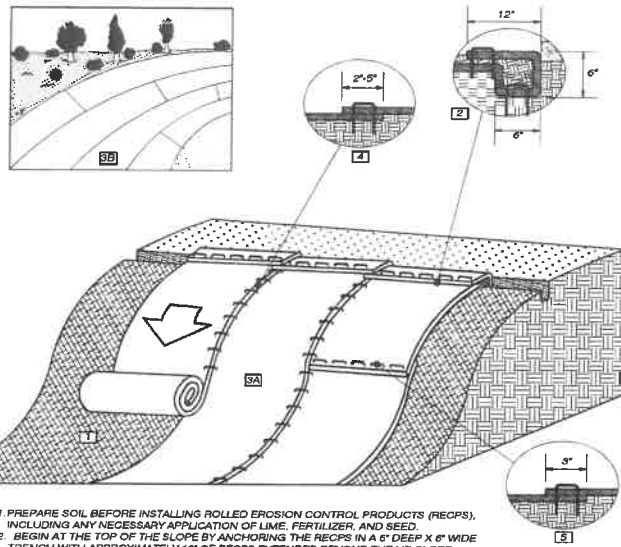 12"
2"-5"
6"
2
6"
3B
4
3A
1
3"
5
1. PREPARE SOIL BEFORE INSTALLING ROLLED EROSION CONTROL PRODUCTS (RECPS),
INCLUDING ANY NECESSARY APPLICATION OF LIME, FERTILIZER, AND SEED.
2. BEGIN AT THE TOP OF THE SLOPE BY ANCHORING THE RECPS IN A 6" DEEP X 6" WIDE